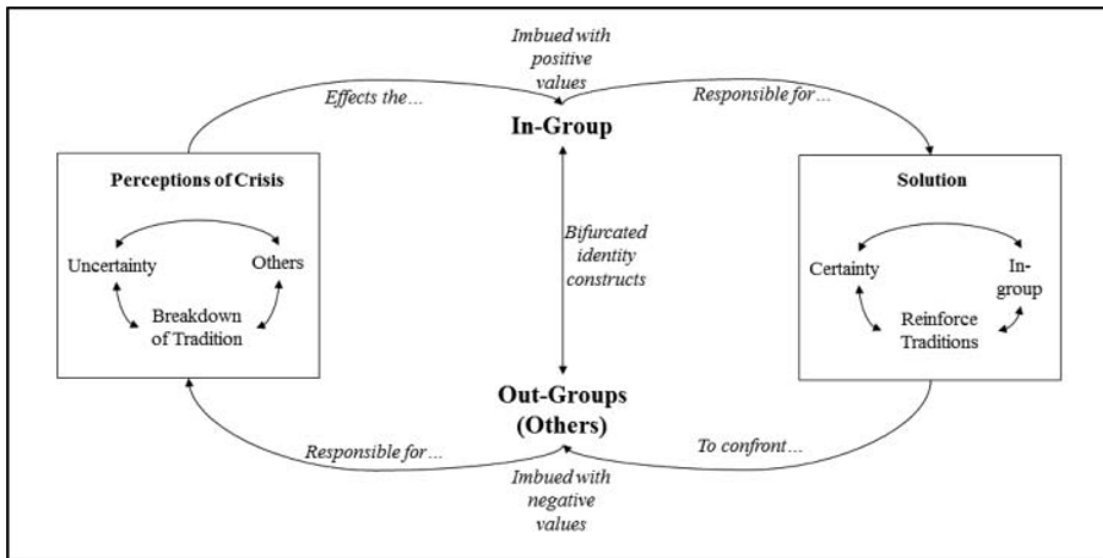 Imbued with
positive
values
Effects the…
Responsible for…
In-Group
Perceptions of Crisis
Uncertainty
Others
Breakdown
of Tradition
Bifurcated
identity
constructs
Solution
Certainty
In-
group
Reinforce
Traditions
Out-Groups
(Others)
Responsible for…
To confront…
Imbued with
negative
values